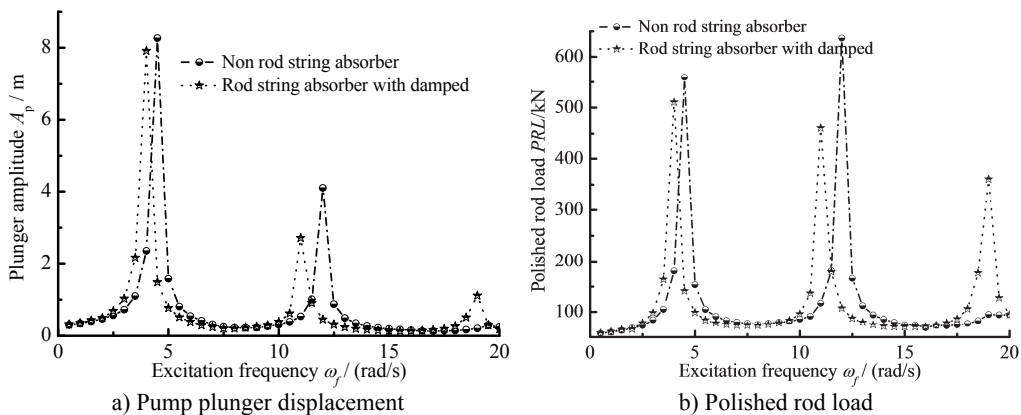 8
6
4
2
0
Plunger amplitude Aₚ / m
Non rod string absorber
Rod string absorber with damped
0 5 10 15 20
Excitation frequency ω_f / (rad/s)
a) Pump plunger displacement
600
500
400
300
200
100
Polished rod load PRL/kN
Non rod string absorber
Rod string absorber with damped
0 5 10 15 20
Excitation frequency ω_f / (rad/s)
b) Polished rod load